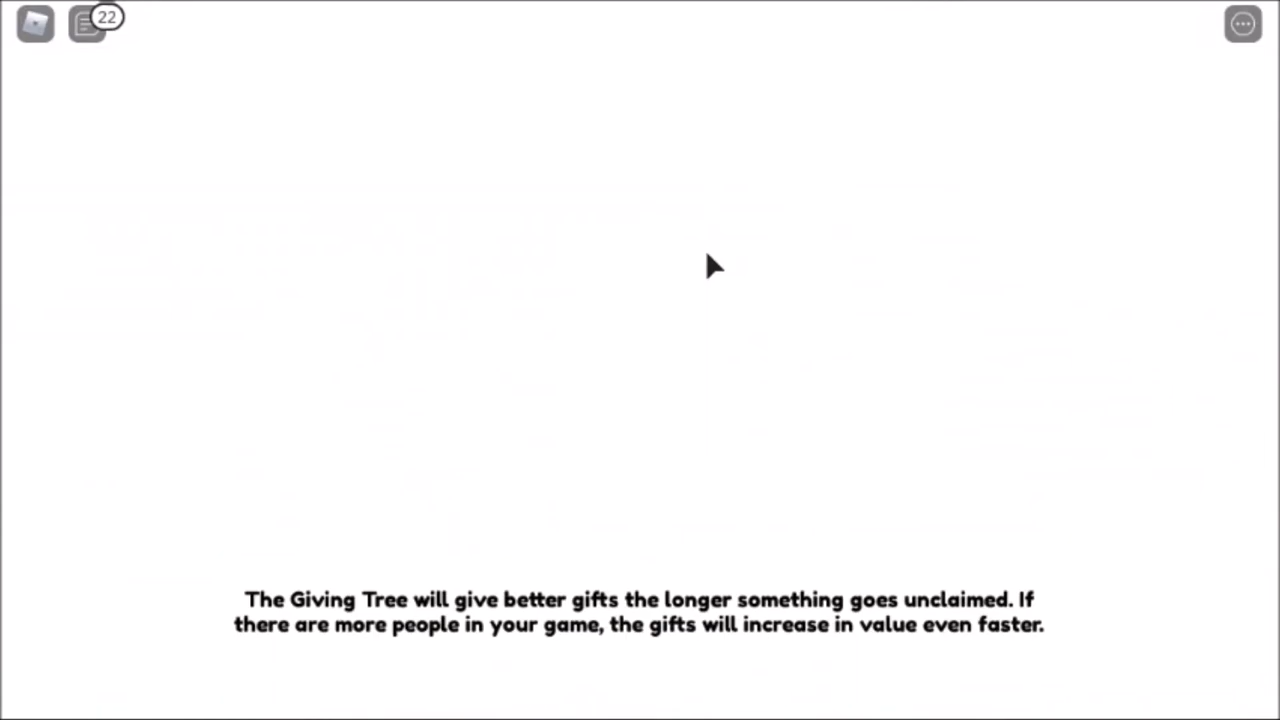 22
The Giving Tree will give better gifts the longer something goes unclaimed. If
there are more people in your game, the gifts will increase in value even faster.